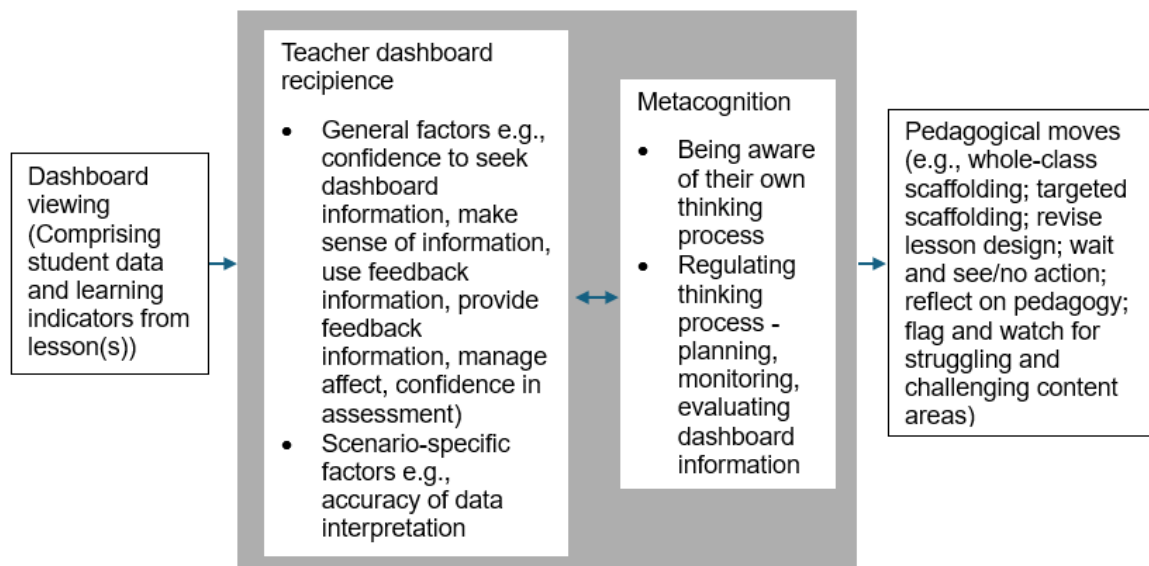 Dashboard
viewing
(Comprising
student data
and learning
indicators from
lesson(s))
Teacher dashboard
recipience
• General factors e.g.,
confidence to seek
dashboard
information, make
sense of information,
use feedback
information, provide
feedback
information, manage
affect, confidence in
assessment)
• Scenario-specific
factors e.g.,
accuracy of data
interpretation
Metacognition
• Being aware
of their own
thinking
process
• Regulating
thinking
process -
planning,
monitoring,
evaluating
dashboard
information
Pedagogical moves
(e.g., whole-class
scaffolding; targeted
scaffolding; revise
lesson design; wait
and see/no action;
reflect on pedagogy;
flag and watch for
struggling and
challenging content
areas)